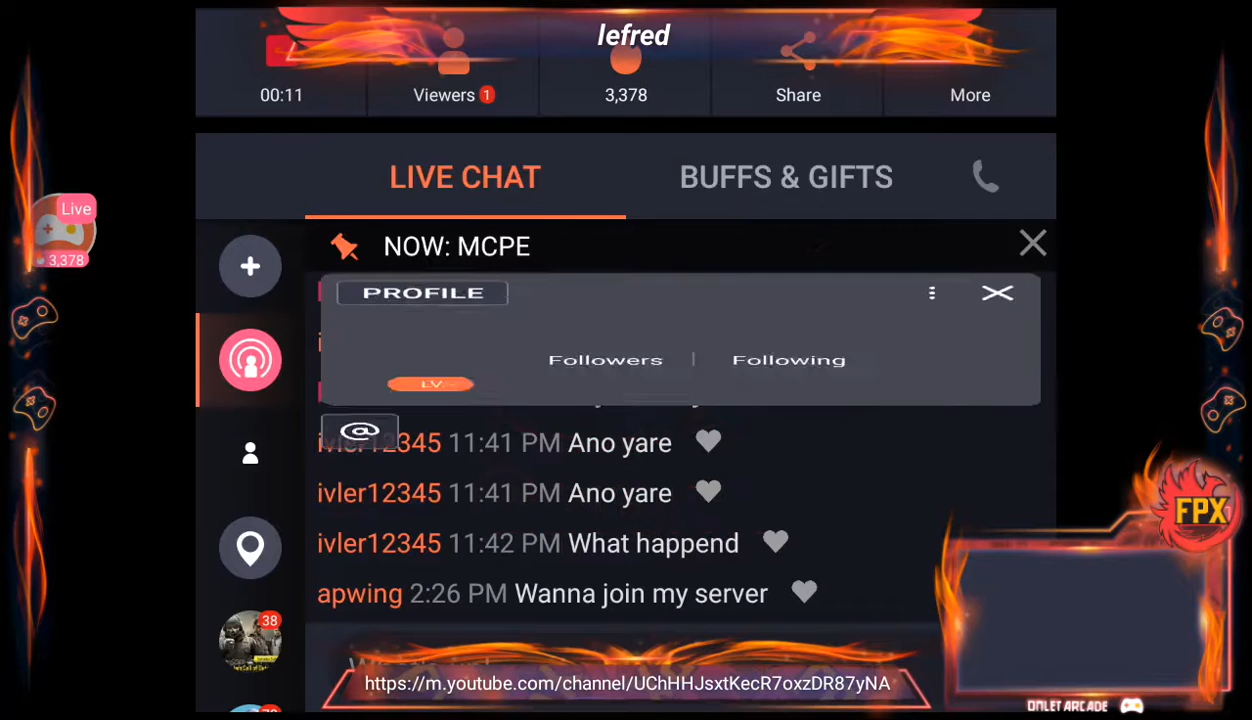 lefred
00:11
Viewers 1
3,378
Share
More
LIVE CHAT
BUFFS & GIFTS
Live
3,378
NOW: MCPE
PROFILE
Followers | Following
LV
@
ivler12345 11:41 PM Ano yare
ivler12345 11:41 PM Ano yare
ivler12345 11:42 PM What happend
apwing 2:26 PM Wanna join my server
38
FPX
https://m.youtube.com/channel/UChHHJsxtKecR7oxzDR87yNA
OMLET ARCADE